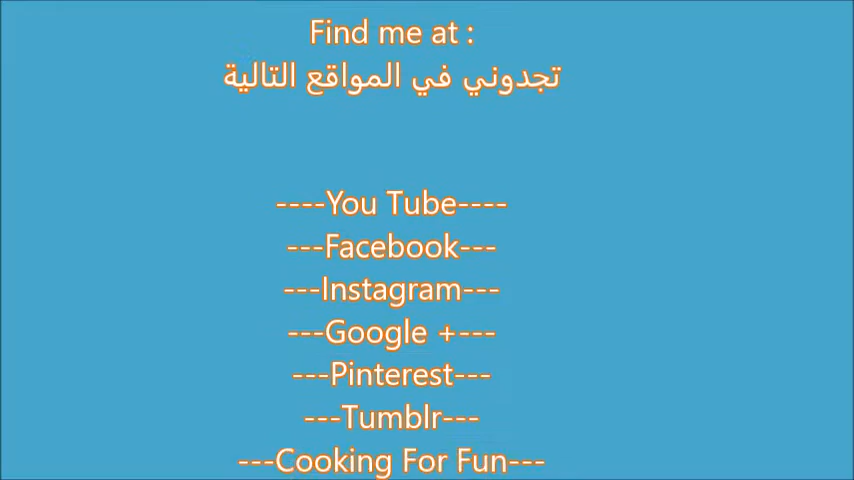 Find me at :
تجدوني في المواقع التالية
----You Tube----
---Facebook---
---Instagram---
---Google +---
---Pinterest---
---Tumblr---
---Cooking For Fun---